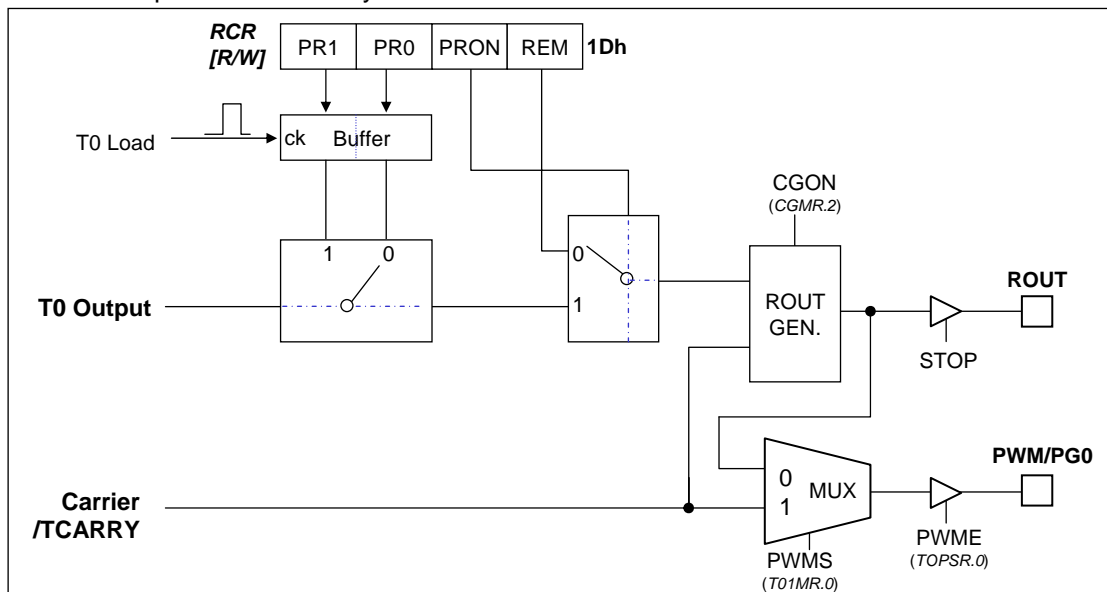 RCR
[R/W]
PR1 PR0 PRON REM 1Dh
T0 Load
ck Buffer
1 0
T0 Output
0
1
CGON
(CGMR.2)
ROUT
GEN.
ROUT
STOP
Carrier
/TCARRY
0
1
MUX
PWMS
(T01MR.0)
PWM/PG0
PWME
(TOPSR.0)